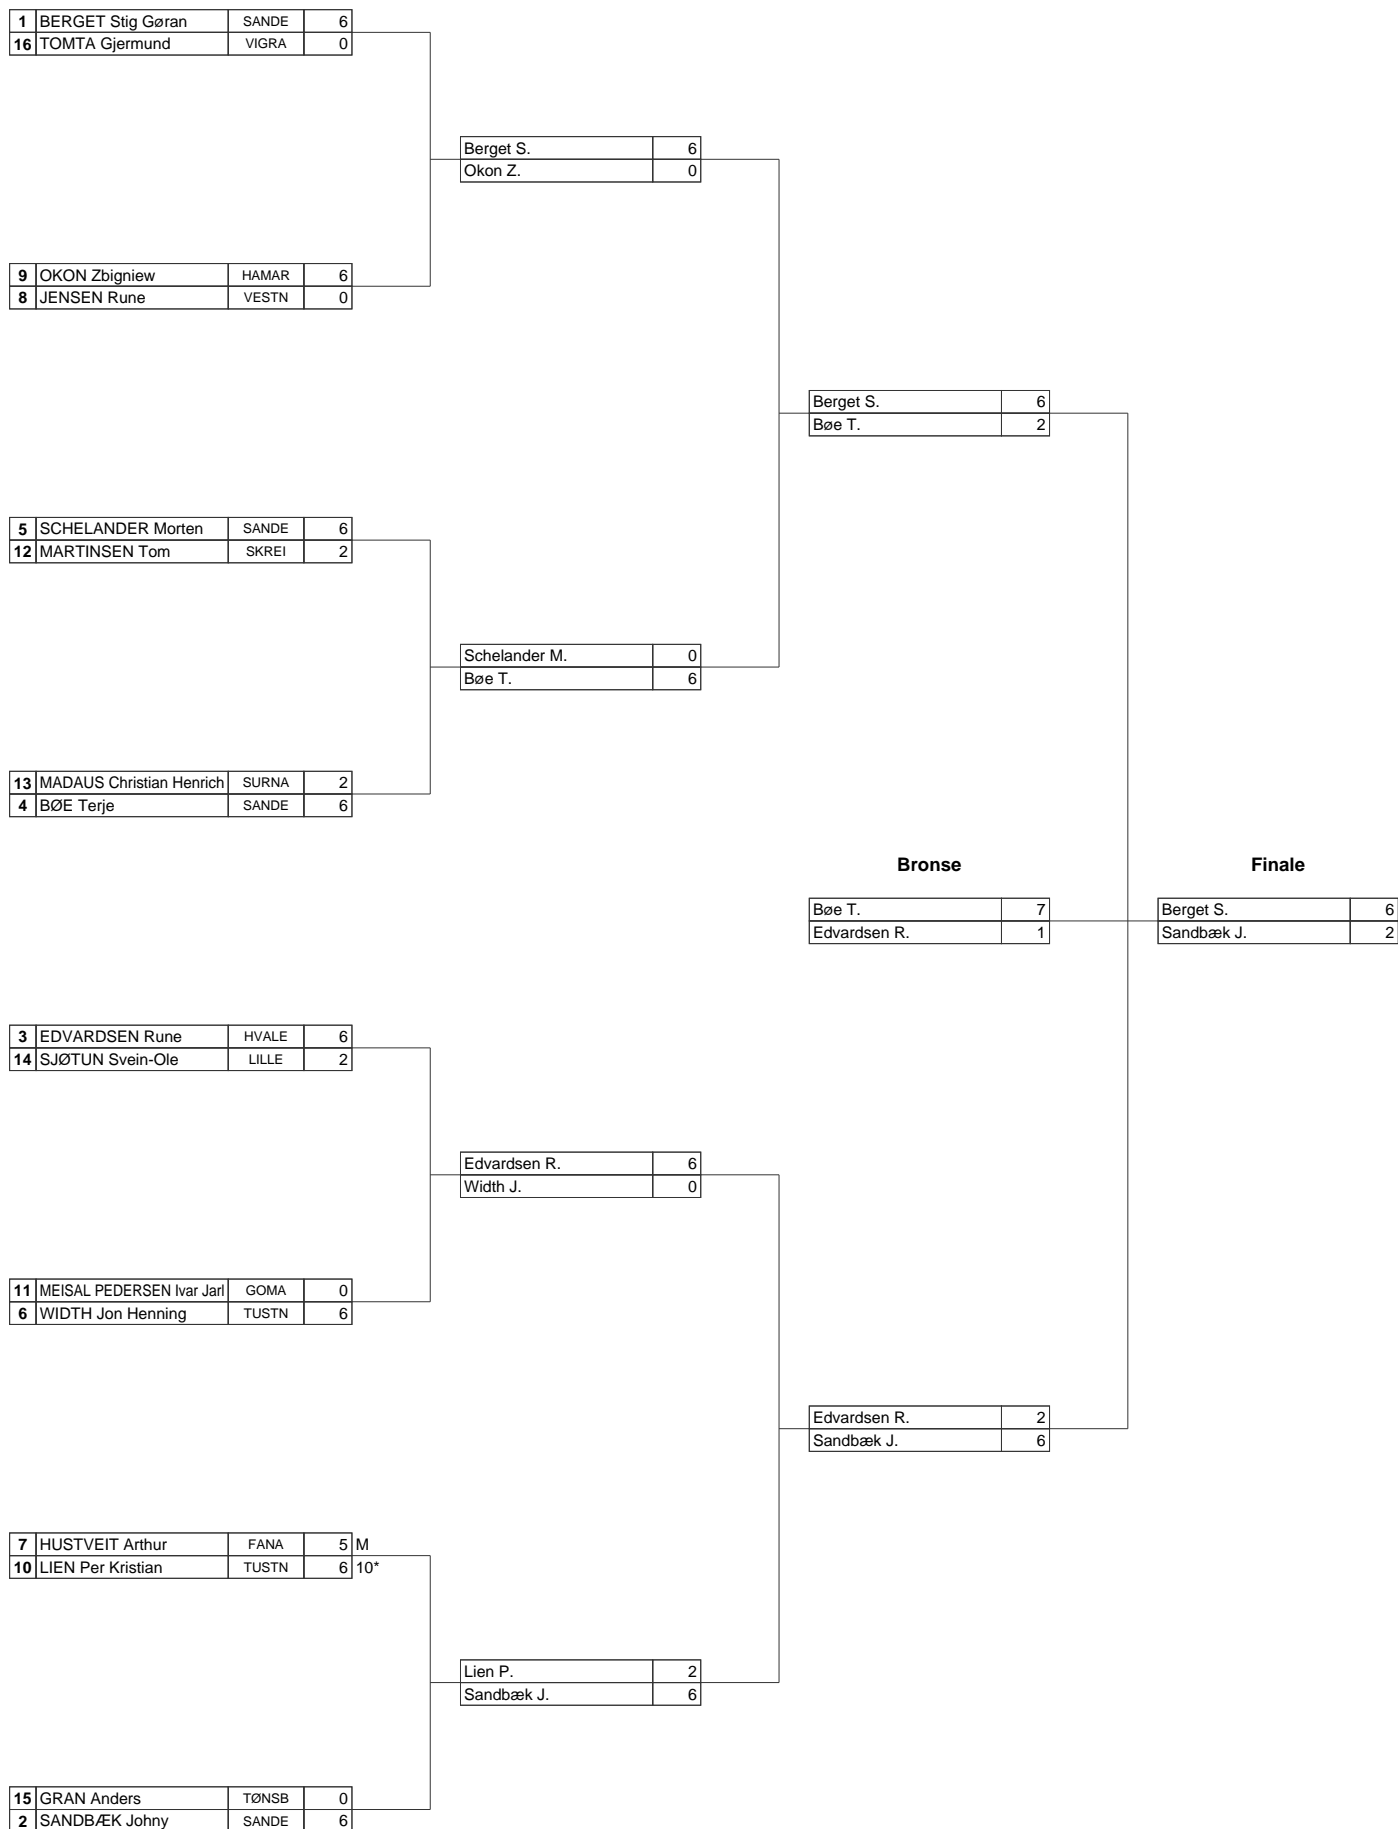 1 BERGET Stig Gøran SANDE 6
16 TOMTA Gjermund VIGRA 0
Berget S. 6
Okon Z. 0
9 OKON Zbigniew HAMAR 6
8 JENSEN Rune VESTN 0
Berget S. 6
Bøe T. 2
5 SCHELANDER Morten SANDE 6
12 MARTINSEN Tom SKREI 2
Schelander M. 0
Bøe T. 6
13 MADAUS Christian Henrich SURNA 2
4 BØE Terje SANDE 6
Bronse Finale
Bøe T. 7 Berget S. 6
Edvardsen R. 1 Sandbæk J. 2
3 EDVARDSEN Rune HVALE 6
14 SJØTUN Svein-Ole LILLE 2
Edvardsen R. 6
Width J. 0
11 MEISAL PEDERSEN Ivar Jarl GOMA 0
6 WIDTH Jon Henning TUSTN 6
Edvardsen R. 2
Sandbæk J. 6
7 HUSTVEIT Arthur FANA 5 M
10 LIEN Per Kristian TUSTN 6 10*
Lien P. 2
Sandbæk J. 6
15 GRAN Anders TØNSB 0
2 SANDBÆK Johny SANDE 6